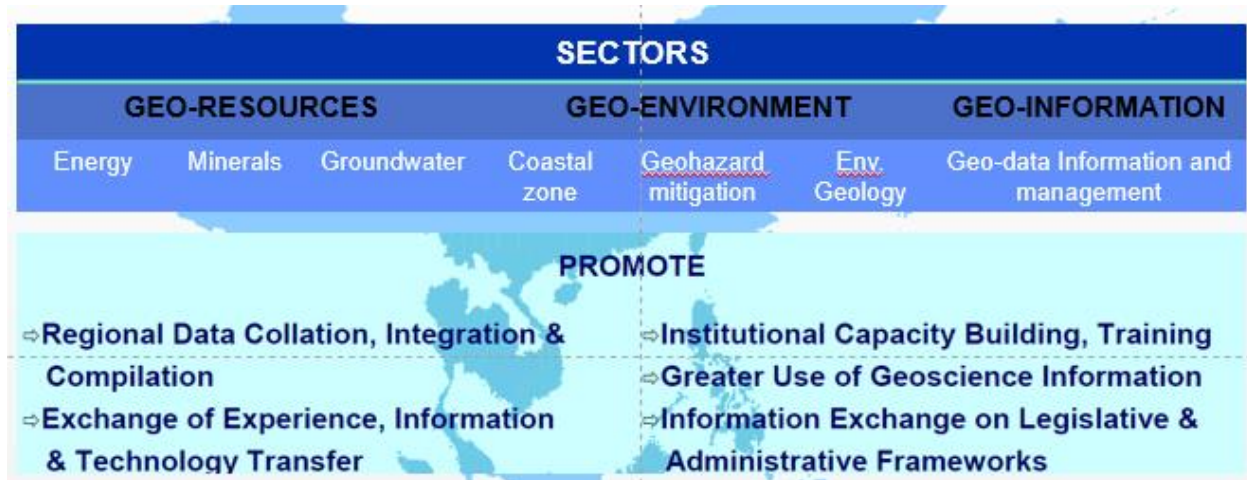 SECTORS
GEO-RESOURCES GEO-ENVIRONMENT GEO-INFORMATION
Energy Minerals Groundwater Coastal zone Geohazard mitigation Env. Geology Geo-data Information and management
PROMOTE
⇨Regional Data Collation, Integration &
Compilation
⇨Exchange of Experience, Information
& Technology Transfer
⇨Institutional Capacity Building, Training
⇨Greater Use of Geoscience Information
⇨Information Exchange on Legislative &
Administrative Frameworks